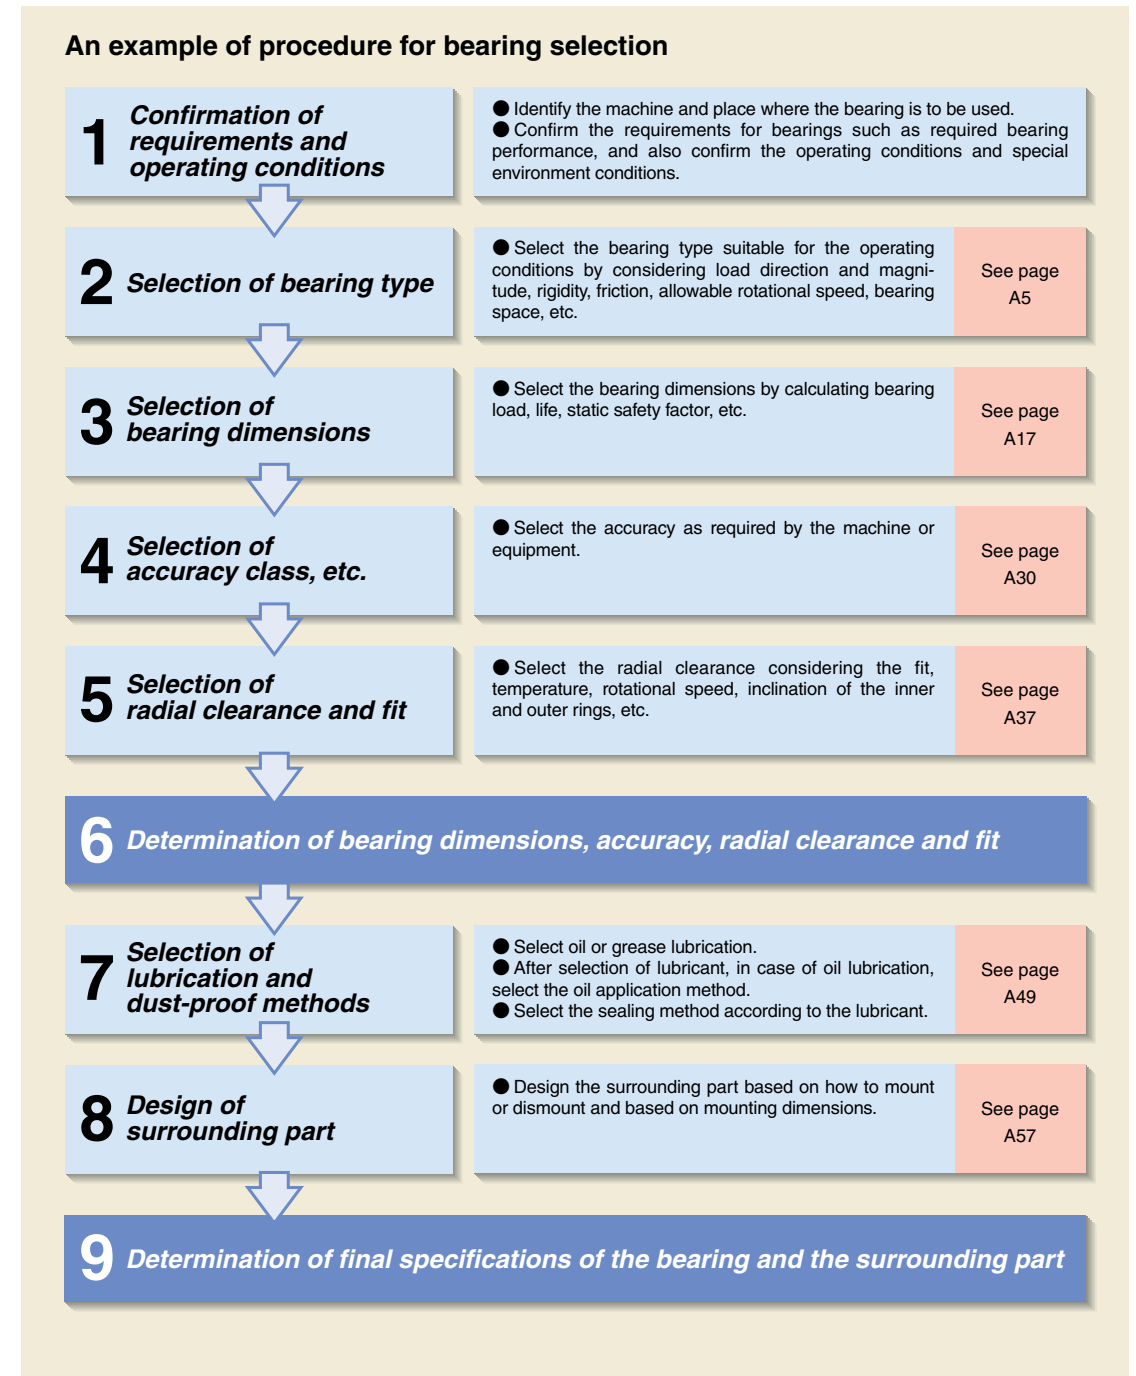 An example of procedure for bearing selection
1
Confirmation of
requirements and
operating conditions
● Identify the machine and place where the bearing is to be used.
● Confirm the requirements for bearings such as required bearing
performance, and also confirm the operating conditions and special
environment conditions.
2
Selection of bearing type
● Select the bearing type suitable for the operating
conditions by considering load direction and magni-
tude, rigidity, friction, allowable rotational speed, bearing
space, etc.
See page
A5
3
Selection of
bearing dimensions
● Select the bearing dimensions by calculating bearing
load, life, static safety factor, etc.
See page
A17
4
Selection of
accuracy class, etc.
● Select the accuracy as required by the machine or
equipment.
See page
A30
5
Selection of
radial clearance and fit
● Select the radial clearance considering the fit,
temperature, rotational speed, inclination of the inner
and outer rings, etc.
See page
A37
6 Determination of bearing dimensions, accuracy, radial clearance and fit
7
Selection of
lubrication and
dust-proof methods
● Select oil or grease lubrication.
● After selection of lubricant, in case of oil lubrication,
select the oil application method.
● Select the sealing method according to the lubricant.
See page
A49
8
Design of
surrounding part
● Design the surrounding part based on how to mount
or dismount and based on mounting dimensions.
See page
A57
9 Determination of final specifications of the bearing and the surrounding part